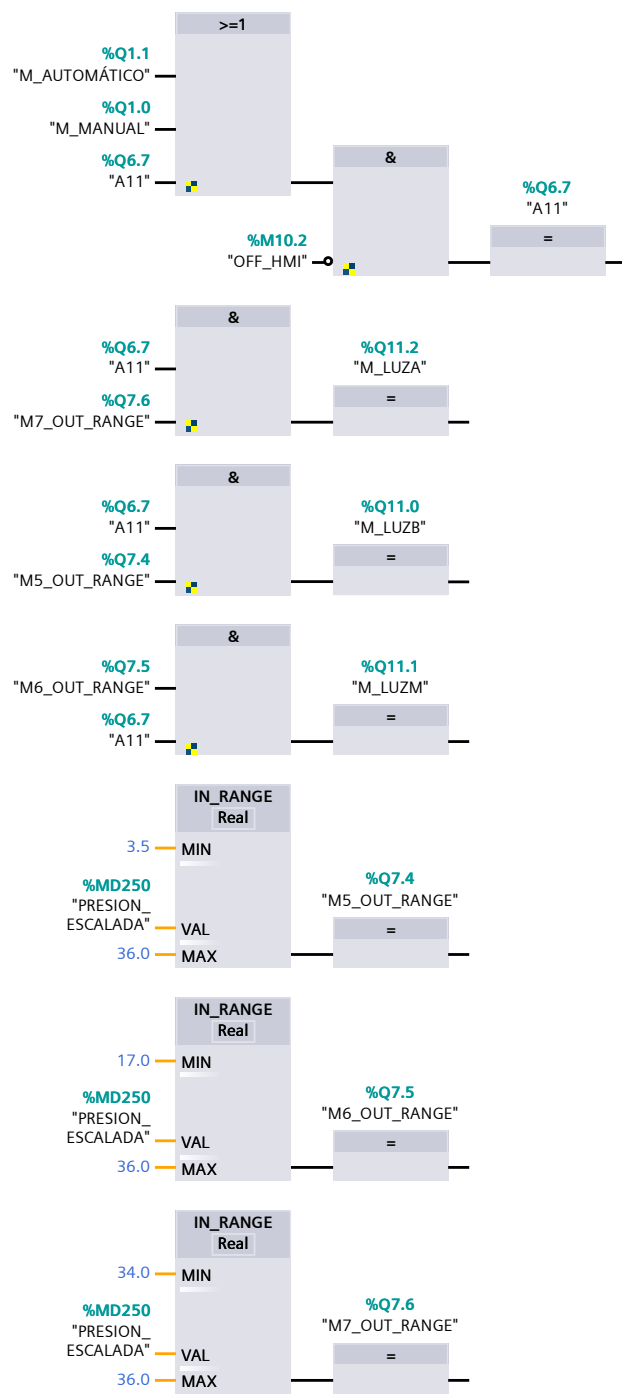 >=1
%Q1.1
"M_AUTOMÁTICO"
%Q1.0
"M_MANUAL"
%Q6.7
"A11"
&
%M10.2
"OFF_HMI"
%Q6.7
"A11"
=
&
%Q6.7
"A11"
%Q7.6
"M7_OUT_RANGE"
%Q11.2
"M_LUZA"
=
&
%Q6.7
"A11"
%Q7.4
"M5_OUT_RANGE"
%Q11.0
"M_LUZB"
=
&
%Q7.5
"M6_OUT_RANGE"
%Q6.7
"A11"
%Q11.1
"M_LUZM"
=
IN_RANGE
Real
3.5 MIN
%MD250
"PRESION_
ESCALADA" VAL
36.0 MAX
%Q7.4
"M5_OUT_RANGE"
=
IN_RANGE
Real
17.0 MIN
%MD250
"PRESION_
ESCALADA" VAL
36.0 MAX
%Q7.5
"M6_OUT_RANGE"
=
IN_RANGE
Real
34.0 MIN
%MD250
"PRESION_
ESCALADA" VAL
36.0 MAX
%Q7.6
"M7_OUT_RANGE"
=